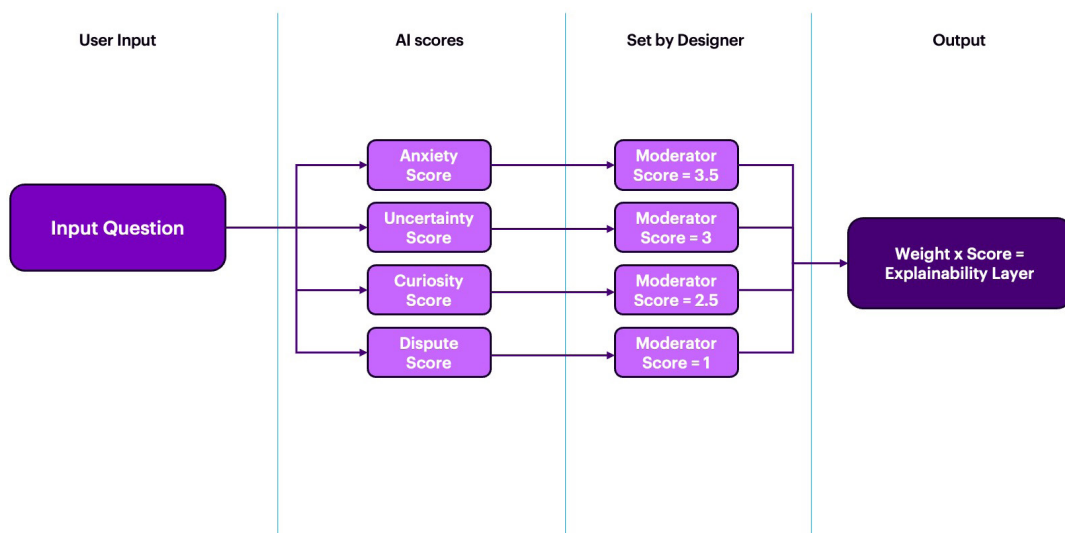 User Input
AI scores
Set by Designer
Output
Input Question
Anxiety
Score
Moderator
Score = 3.5
Uncertainty
Score
Moderator
Score = 3
Curiosity
Score
Moderator
Score = 2.5
Dispute
Score
Moderator
Score = 1
Weight x Score =
Explainability Layer